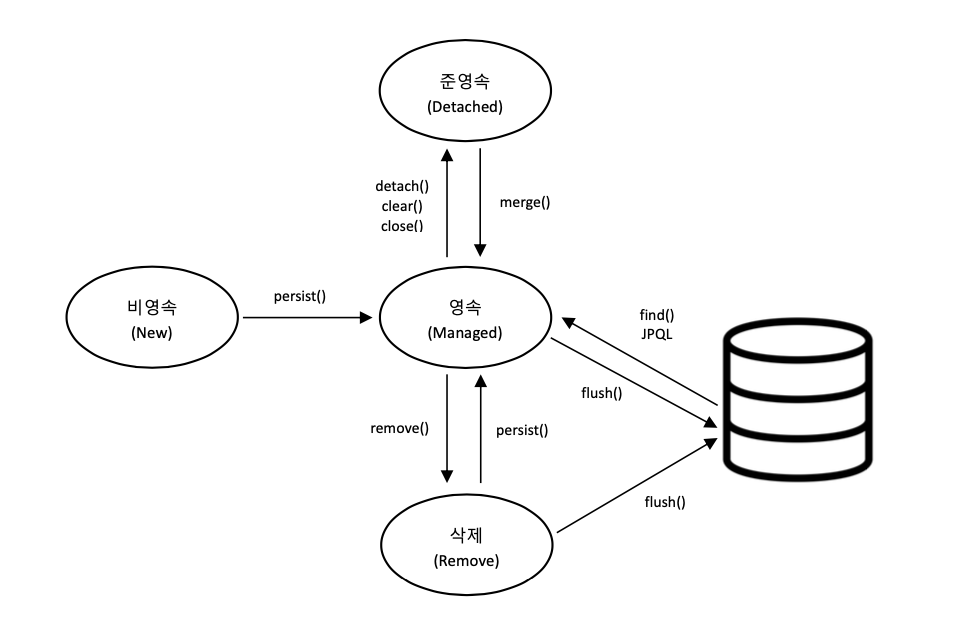 준영속
(Detached)
detach()
clear()
close()
merge()
비영속
(New)
persist()
영속
(Managed)
find()
JPQL
flush()
remove()
persist()
삭제
(Remove)
flush()